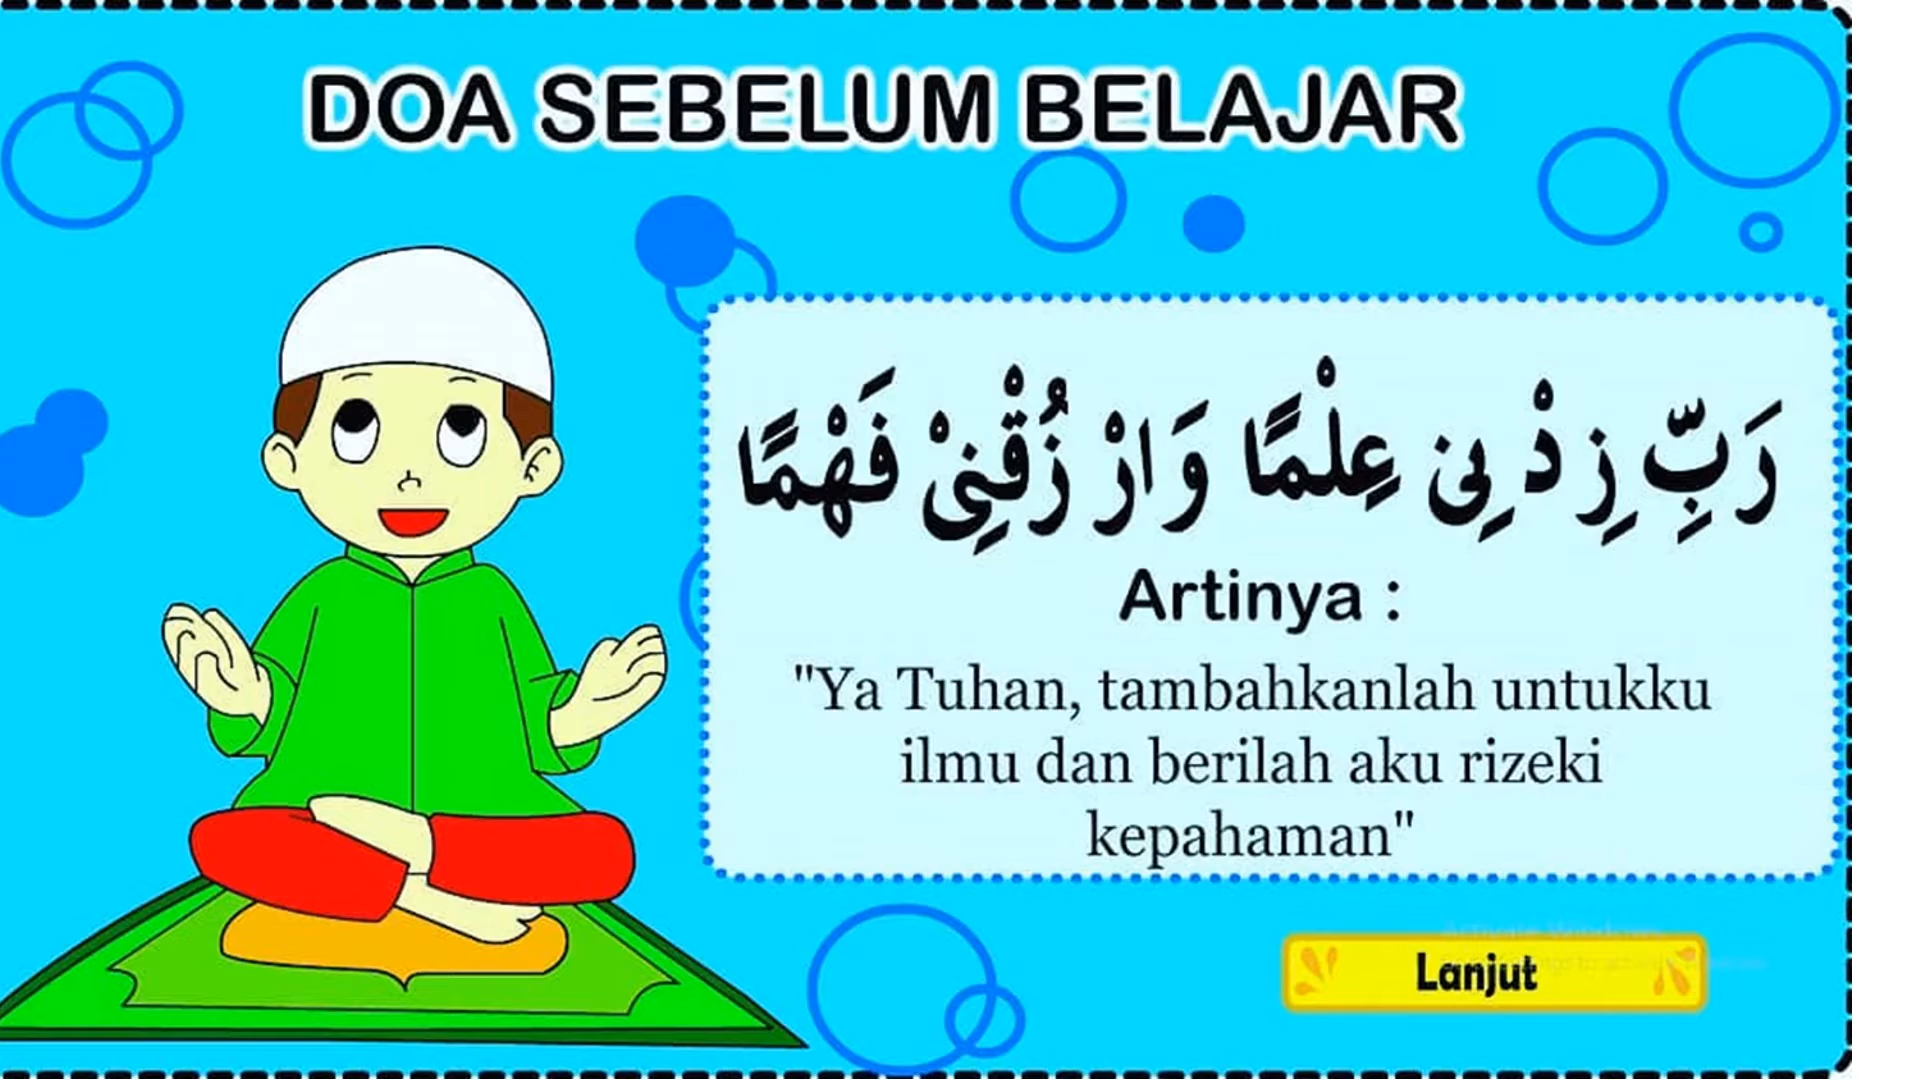 DOA SEBELUM BELAJAR
رَبِّ زِدْ نِىْ عِلْمًا وَارْ زُقْنِىْ فَهْمًا
Artinya :
"Ya Tuhan, tambahkanlah untukku
ilmu dan berilah aku rizeki
kepahaman"
Lanjut